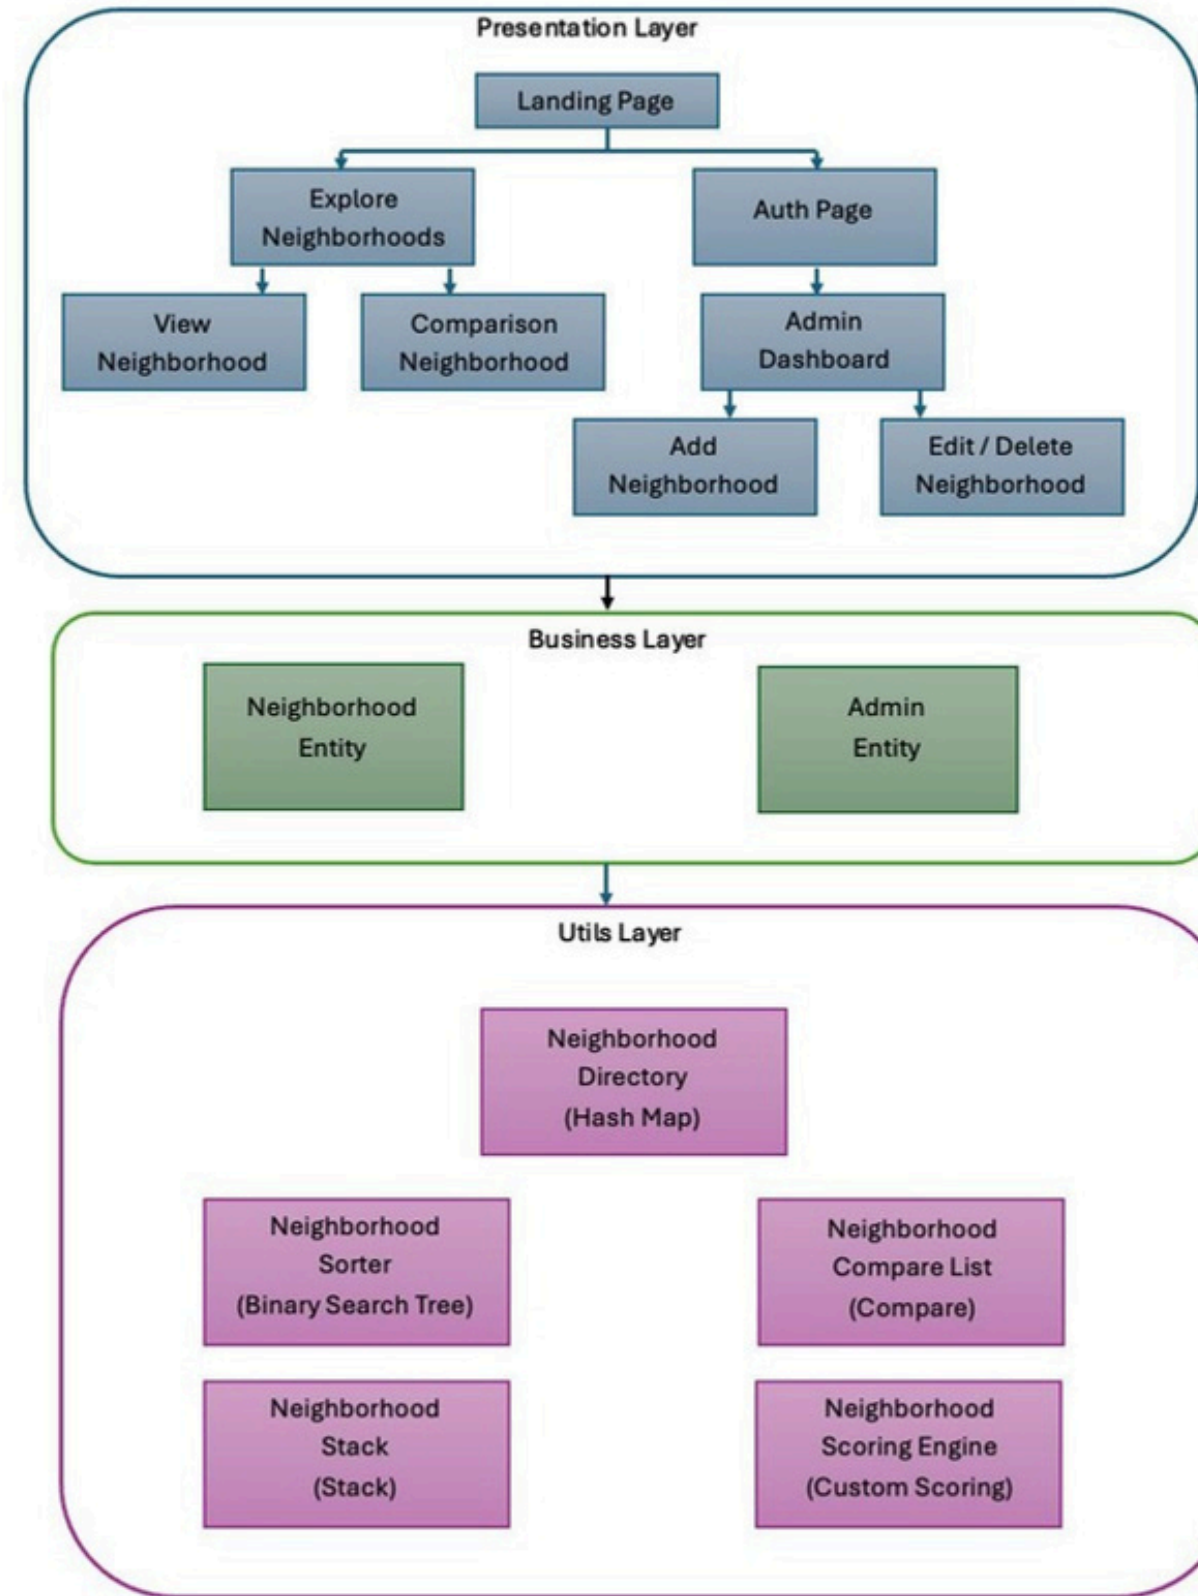 Presentation Layer
Landing Page
Explore
Neighborhoods
Auth Page
View
Neighborhood
Comparison
Neighborhood
Admin
Dashboard
Add
Neighborhood
Edit / Delete
Neighborhood
Business Layer
Neighborhood
Entity
Admin
Entity
Utils Layer
Neighborhood
Directory
(Hash Map)
Neighborhood
Sorter
(Binary Search Tree)
Neighborhood
Compare List
(Compare)
Neighborhood
Stack
(Stack)
Neighborhood
Scoring Engine
(Custom Scoring)